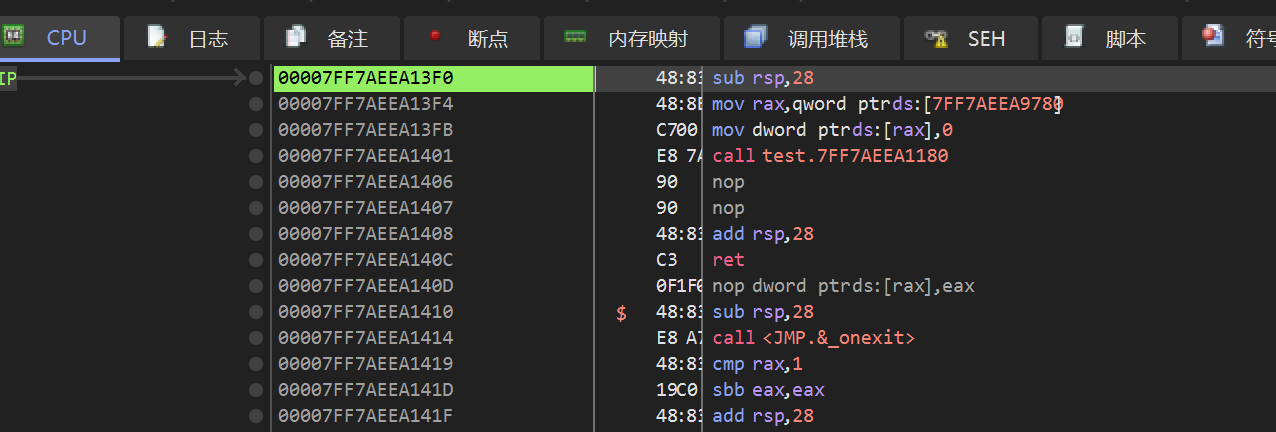 CPU 日志 备注 断点 内存映射 调用堆栈 SEH 脚本 符号
IP 00007FF7AEEA13F0 48:83 sub rsp,28
00007FF7AEEA13F4 48:8B mov rax,qword ptr ds:[7FF7AEEA9780]
00007FF7AEEA13FB C700 mov dword ptr ds:[rax],0
00007FF7AEEA1401 E8 7A call test.7FF7AEEA1180
00007FF7AEEA1406 90 nop
00007FF7AEEA1407 90 nop
00007FF7AEEA1408 48:83 add rsp,28
00007FF7AEEA140C C3 ret
00007FF7AEEA140D 0F1F0 nop dword ptr ds:[rax],eax
00007FF7AEEA1410 $ 48:83 sub rsp,28
00007FF7AEEA1414 E8 A7 call <JMP.&_onexit>
00007FF7AEEA1419 48:83 cmp rax,1
00007FF7AEEA141D 19C0 sbb eax,eax
00007FF7AEEA141F 48:83 add rsp,28